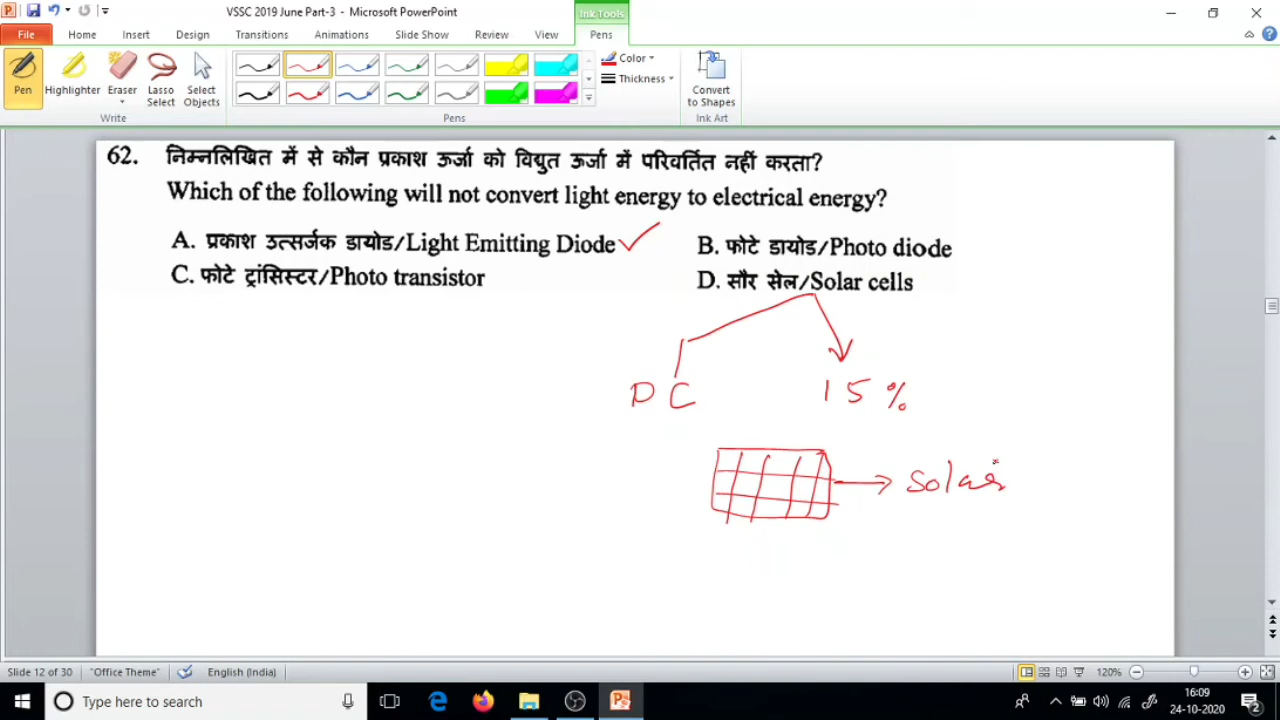 VSSC 2019 June Part-3 - Microsoft PowerPoint
Ink Tools
File Home Insert Design Transitions Animations Slide Show Review View Pens
Pen Highlighter Eraser Lasso Select Select Objects
Color
Thickness
Convert to Shapes
Write Pens Ink Art
62. निम्नलिखित में से कौन प्रकाश ऊर्जा को विद्युत ऊर्जा में परिवर्तित नहीं करता?
Which of the following will not convert light energy to electrical energy?
A. प्रकाश उत्सर्जक डायोड/Light Emitting Diode B. फोटे डायोड/Photo diode
C. फोटे ट्रांसिस्टर/Photo transistor D. सौर सेल/Solar cells
DC 15%
Solar
Slide 12 of 30 "Office Theme" English (India) 120%
Type here to search
16:09
24-10-2020
2